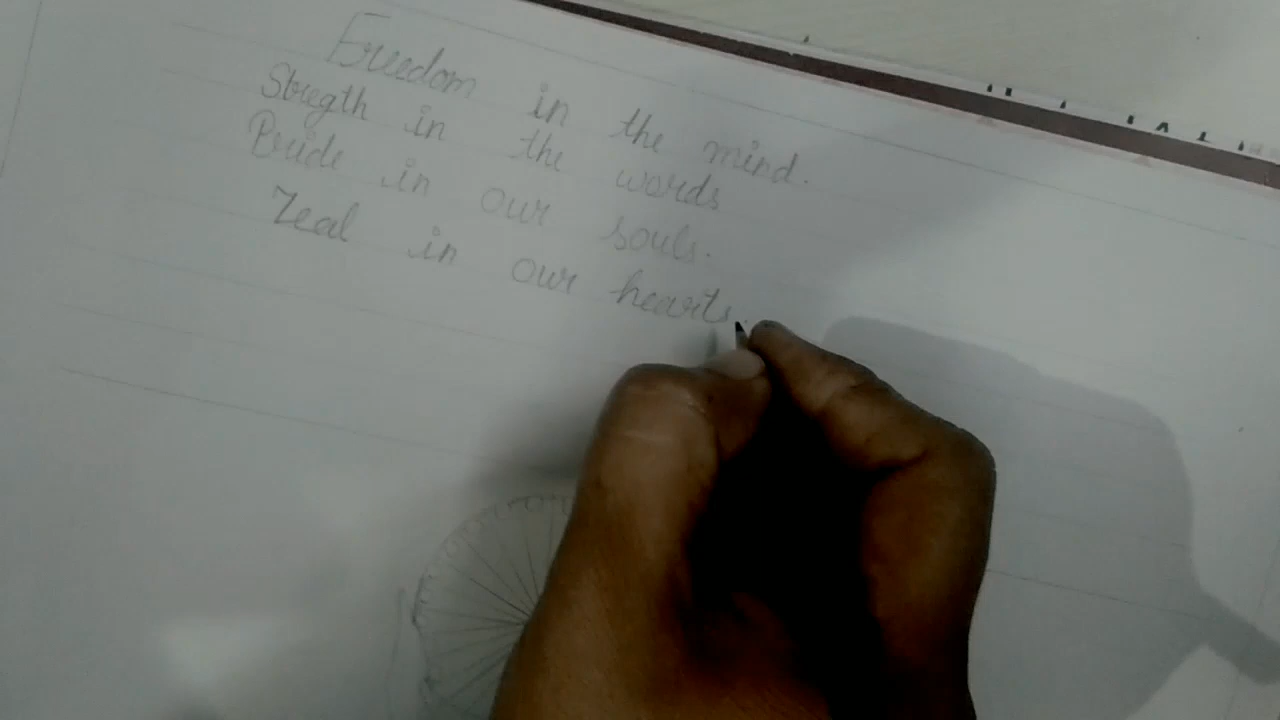 Freedom in the mind.
Stregth in the words
Pride in our souls.
Zeal in our hearts.